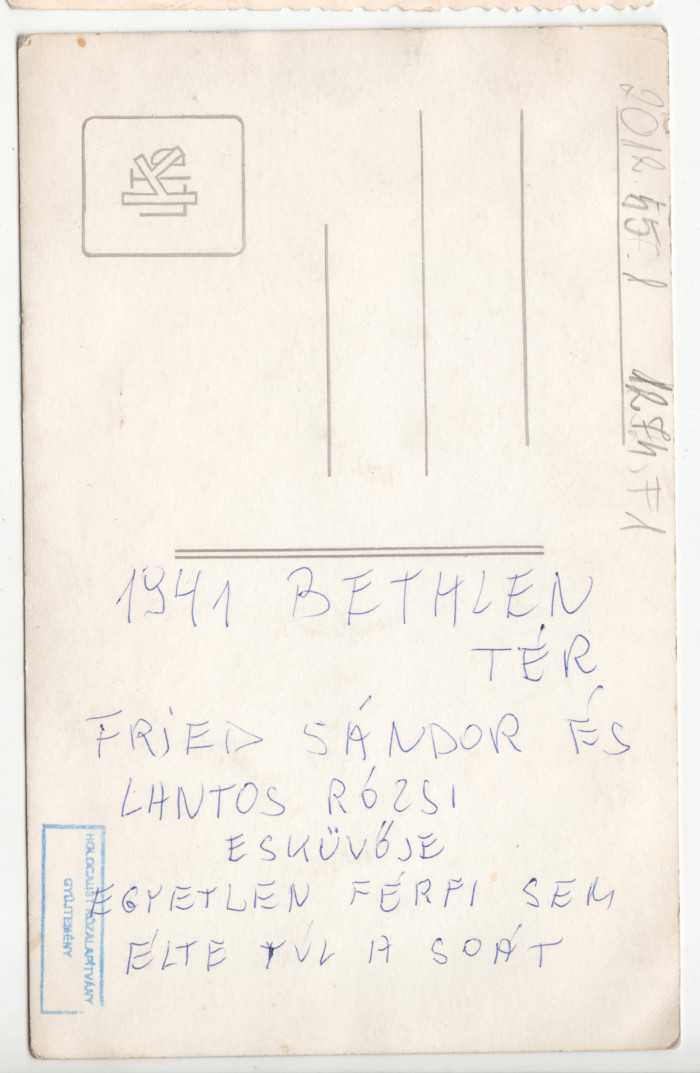 2012.45.1
1941 BETHLEN
TÉR
FRIED SÁNDOR ÉS
LANTOS RÓZSI
ESKÜVŐJE
EGYETLEN FÉRFI SEM
ÉLTE TÚL A SOÁT
HOLOCAUST KÖZALAPÍTVÁNY
GYŰJTEMÉNY